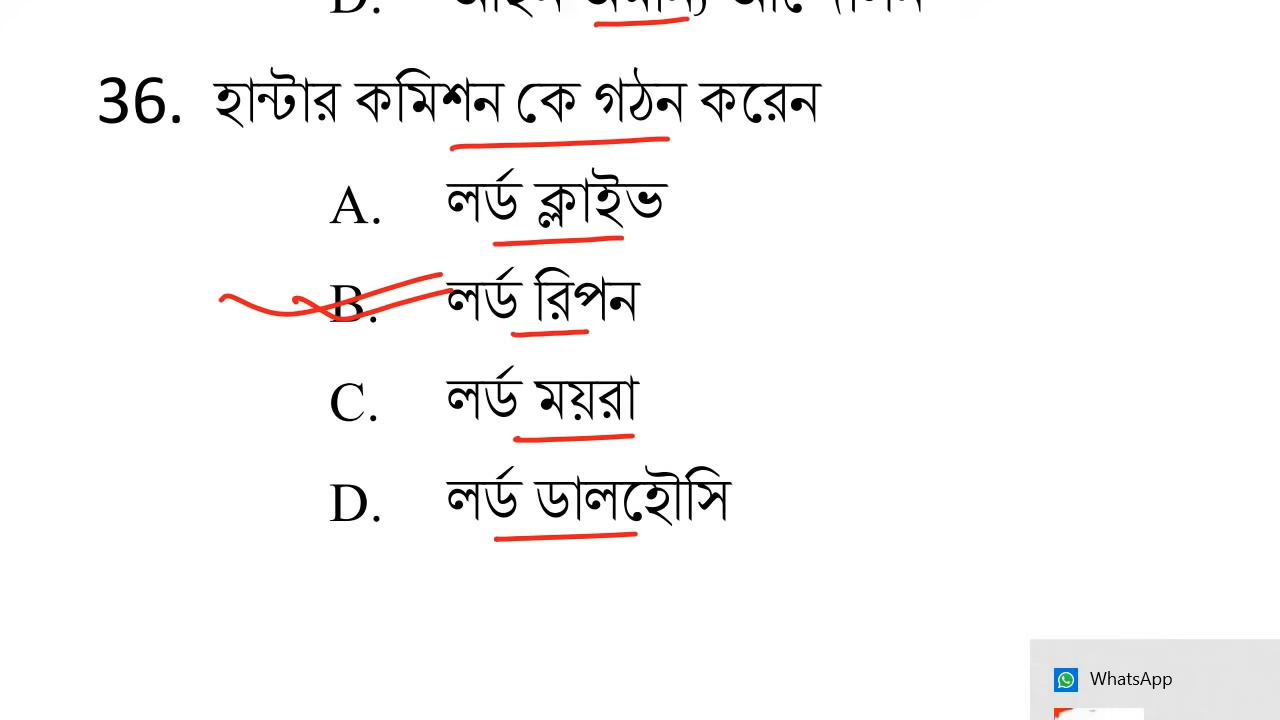 36. হান্টার কমিশন কে গঠন করেন
A. লর্ড ক্লাইভ
B. লর্ড রিপন
C. লর্ড ময়রা
D. লর্ড ডালহৌসি
WhatsApp